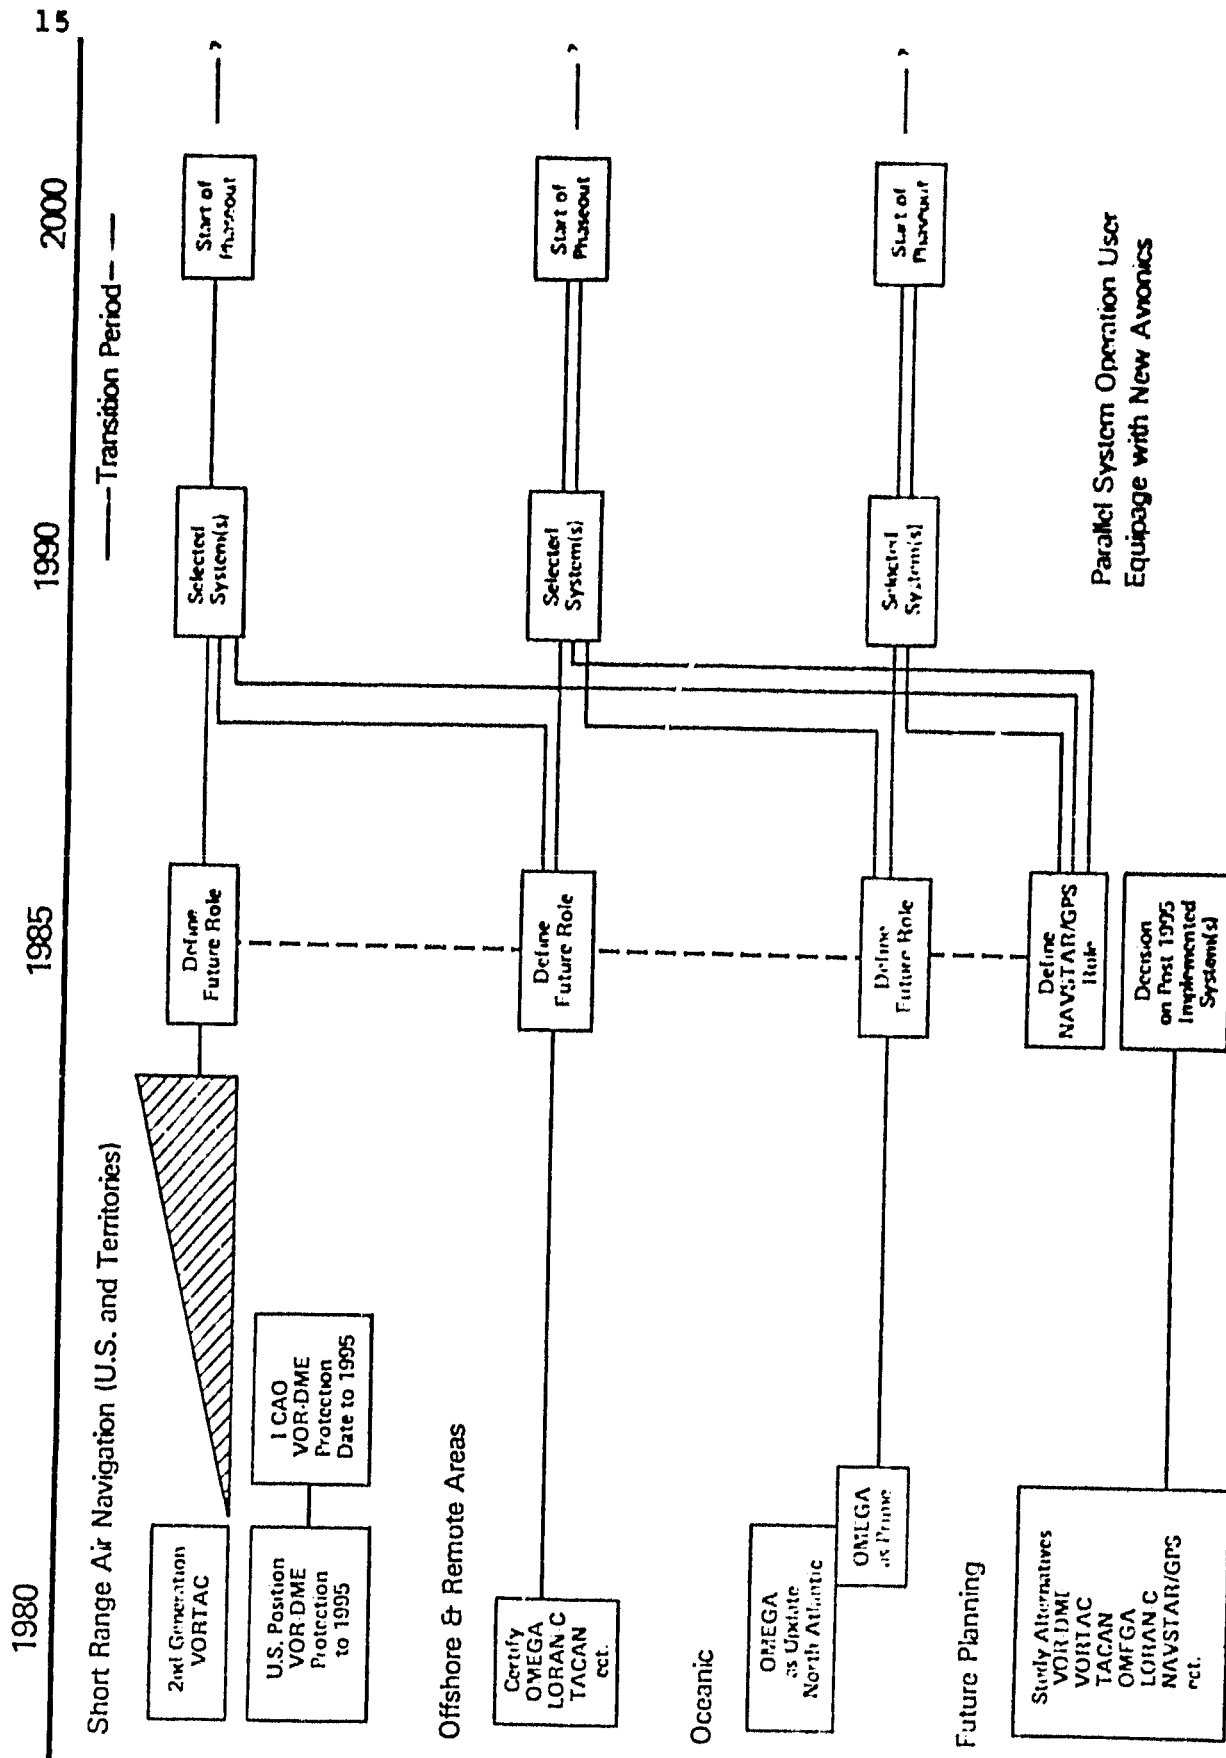 15
1980
1985
1990
2000
— Transition Period — —
Short Range Air Navigation (U.S. and Territories)
2nd Generation
VORTAC
U.S. Position
VOR-DME
Protection
to 1995
I CAO
VOR-DME
Protection
Date to 1995
Define
Future Role
Selected
System(s)
Start of
Phaseout
Offshore & Remote Areas
Certify
OMEGA
LORAN-C
TACAN
ect.
Define
Future Role
Selected
System(s)
Start of
Phaseout
Oceanic
OMEGA
as Update
North Atlantic
OMEGA
as Prime
Define
Future Role
Selected
System(s)
Start of
Phaseout
Future Planning
Study Alternatives
VOR-DME
VORTAC
TACAN
OMEGA
LORAN-C
NAVSTAR/GPS
ect.
Define
NAVSTAR/GPS
Role
Decision
on Post 1995
Implemented
System(s)
Parallel System Operation User
Equipage with New Avionics